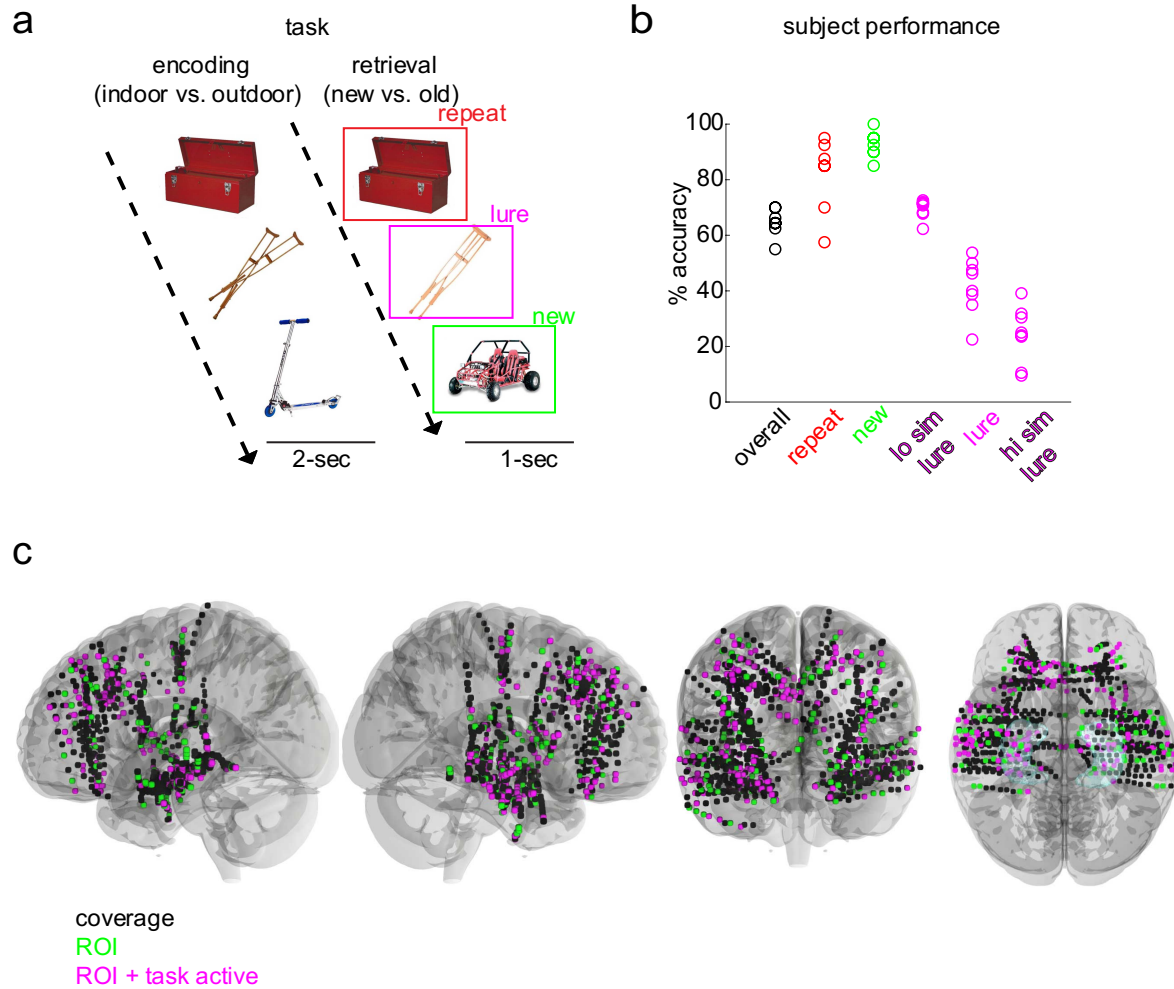 a
task
encoding
(indoor vs. outdoor)
retrieval
(new vs. old)
repeat
lure
new
2-sec
1-sec
b
subject performance
% accuracy
100
80
60
40
20
0
overall
repeat
new
lo sim
lure
lure
hi sim
lure
c
coverage
ROI
ROI + task active